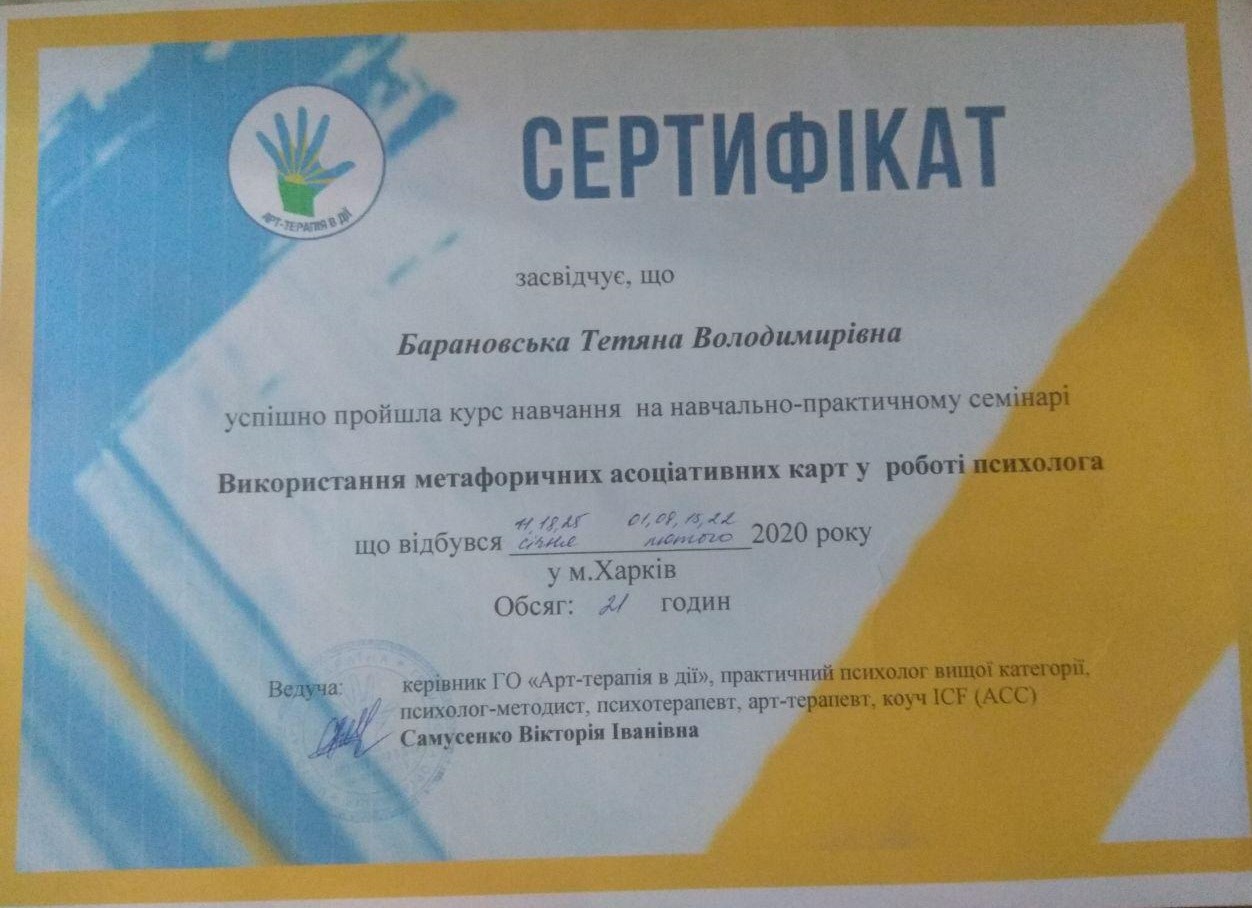 АРТ-ТЕРАПІЯ В ДІЇ
СЕРТИФІКАТ
засвідчує, що
Барановська Тетяна Володимирівна
успішно пройшла курс навчання на навчально-практичному семінарі
Використання метафоричних асоціативних карт у роботі психолога
11, 18, 25 01, 08, 15, 22
що відбувся січня лютого 2020 року
у м.Харків
Обсяг: 21 годин
Ведуча: керівник ГО «Арт-терапія в дії», практичний психолог вищої категорії,
психолог-методист, психотерапевт, арт-терапевт, коуч ICF (ACC)
Самусенко Вікторія Іванівна